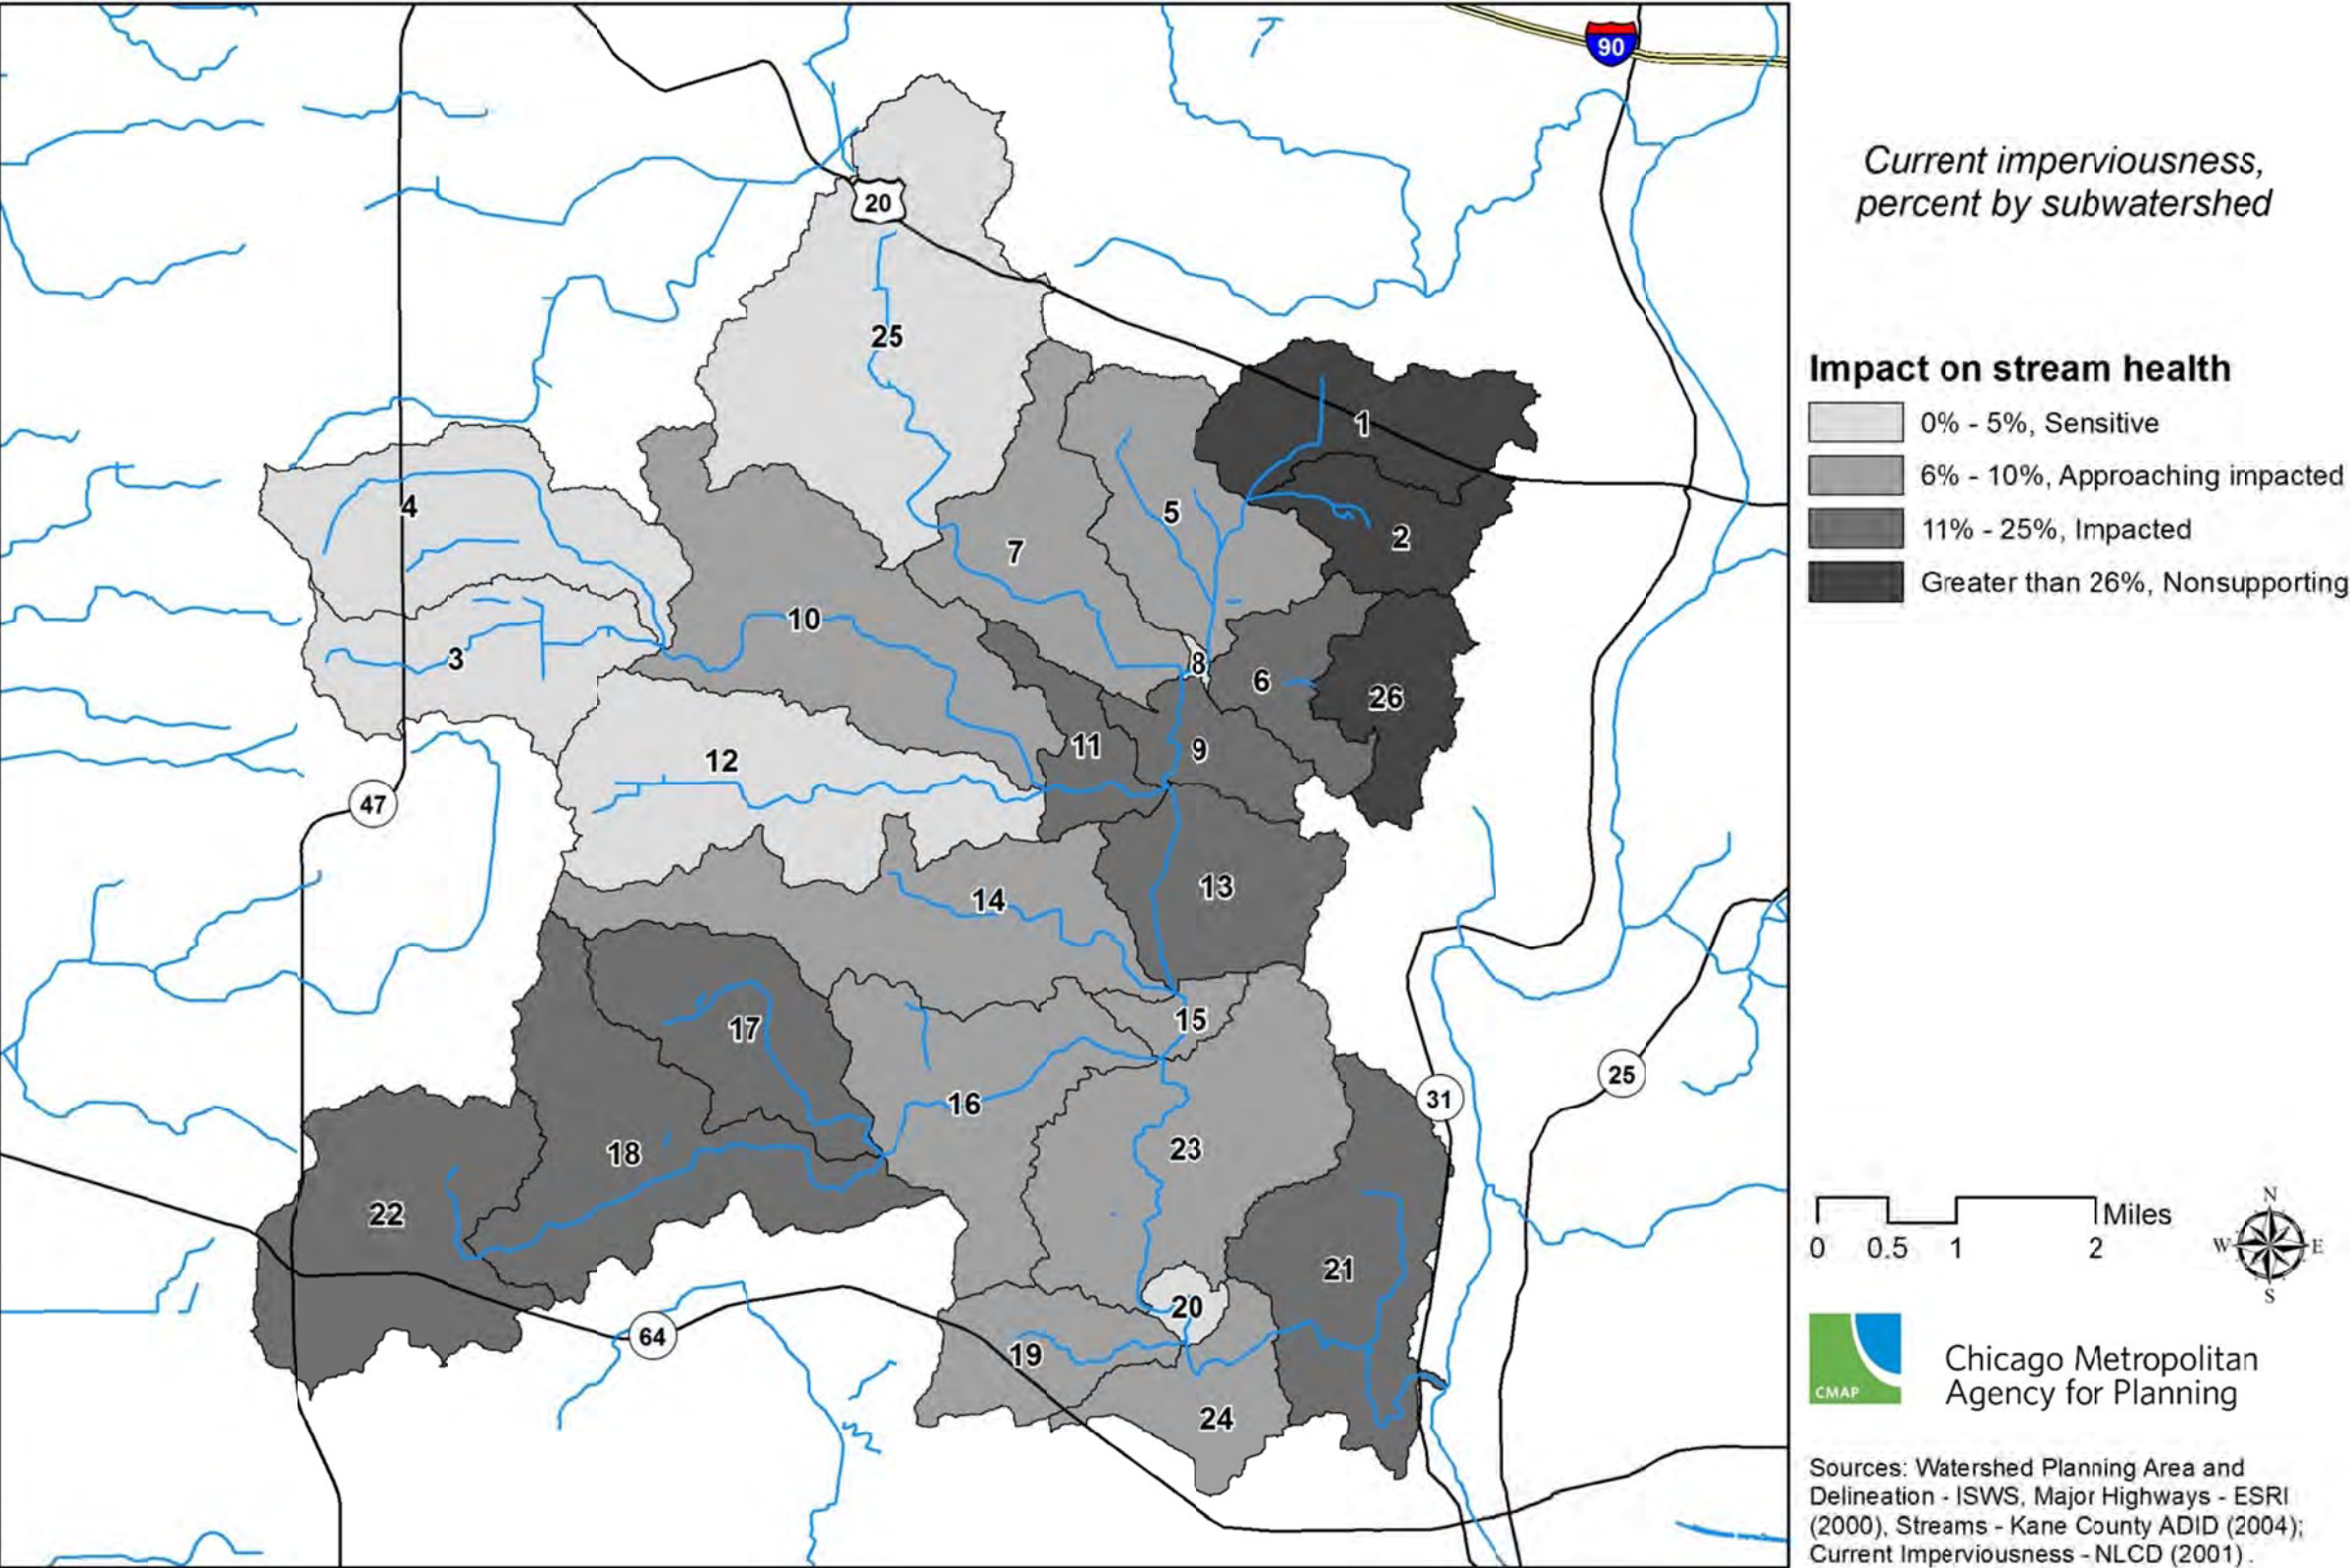 90
Current imperviousness,
percent by subwatershed
20
25
Impact on stream health
0% - 5%, Sensitive
6% - 10%, Approaching impacted
11% - 25%, Impacted
Greater than 26%, Nonsupporting
1
4
5
2
7
10
3
8
6
26
11
9
12
47
13
14
15
17
25
31
16
23
18
22
21
20
64
19
24
Miles
0 0.5 1 2
N
W E
S
CMAP
Chicago Metropolitan
Agency for Planning
Sources: Watershed Planning Area and
Delineation - ISWS, Major Highways - ESRI
(2000), Streams - Kane County ADID (2004);
Current Imperviousness - NLCD (2001).